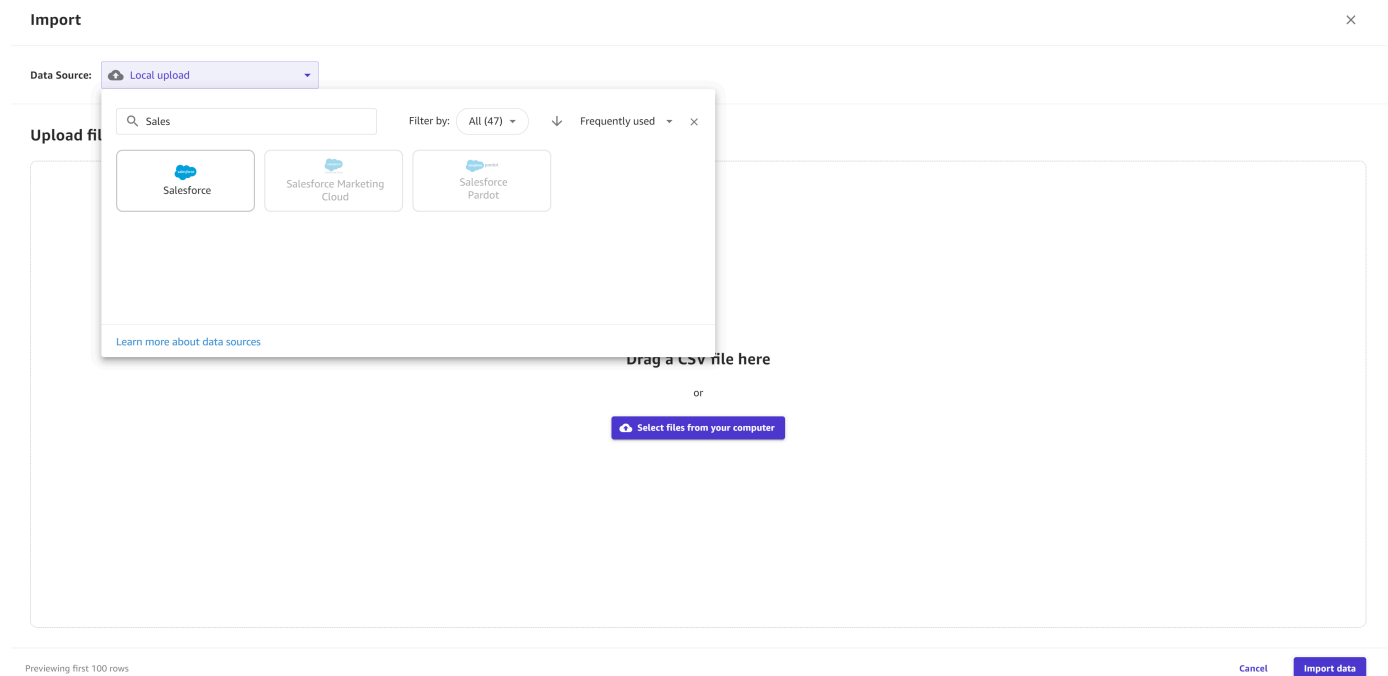 Import
Data Source: Local upload
Sales
Filter by: All (47) Frequently used
Upload fil
Salesforce
Salesforce Marketing
Cloud
Salesforce
Pardot
Learn more about data sources
Drag a CSV file here
or
Select files from your computer
Previewing first 100 rows
Cancel
Import data